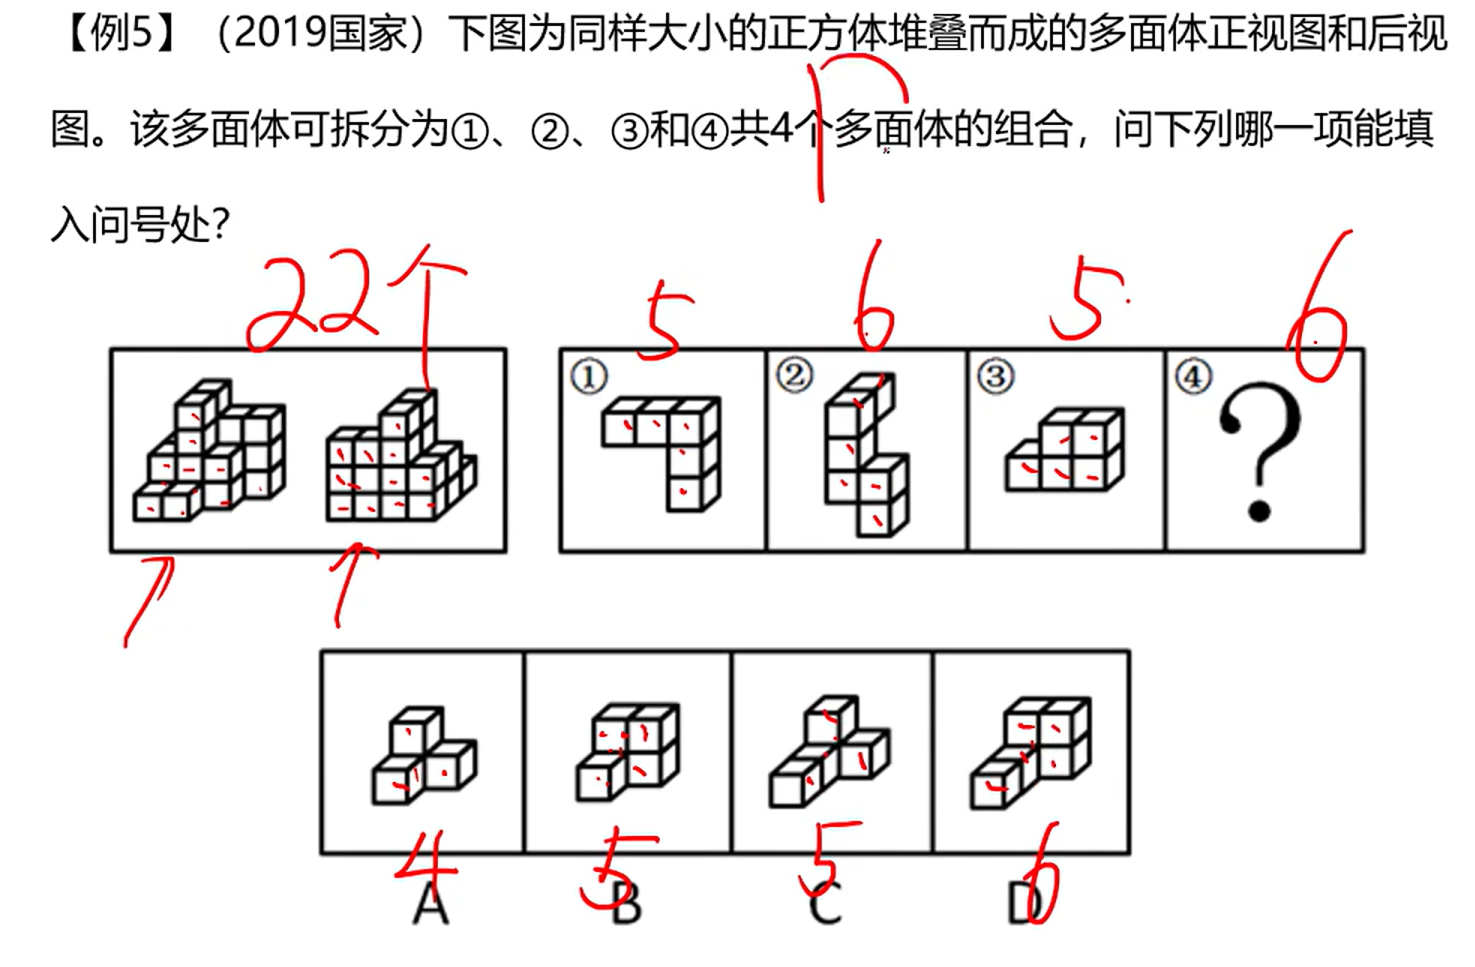 【例5】（2019国家）下图为同样大小的正方体堆叠而成的多面体正视图和后视
图。该多面体可拆分为①、②、③和④共4个多面体的组合，问下列哪一项能填
入问号处？
22个 5 6 5 6
① ② ③ ④ ?
4 5 5 6
A B C D